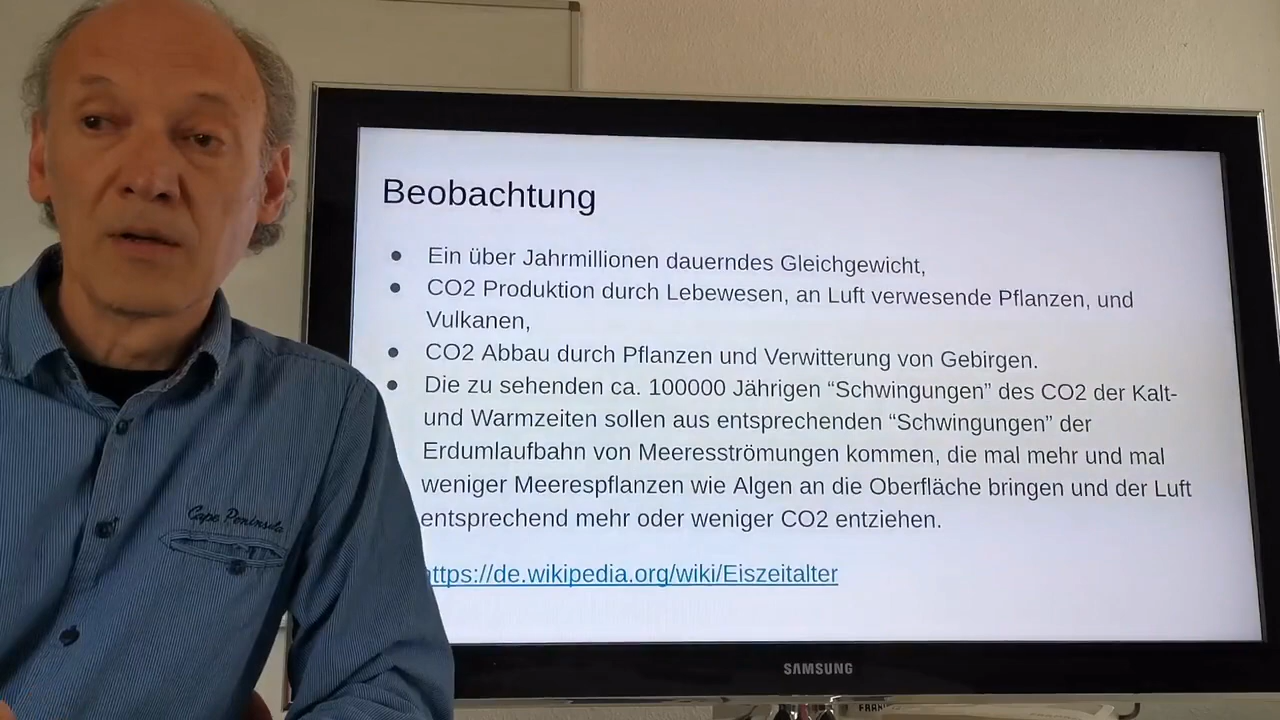 Beobachtung
● Ein über Jahrmillionen dauerndes Gleichgewicht,
● CO2 Produktion durch Lebewesen, an Luft verwesende Pflanzen, und
Vulkanen,
● CO2 Abbau durch Pflanzen und Verwitterung von Gebirgen.
● Die zu sehenden ca. 100000 Jährigen “Schwingungen” des CO2 der Kalt-
und Warmzeiten sollen aus entsprechenden “Schwingungen” der
Erdumlaufbahn von Meeresströmungen kommen, die mal mehr und mal
weniger Meerespflanzen wie Algen an die Oberfläche bringen und der Luft
entsprechend mehr oder weniger CO2 entziehen.
ttps://de.wikipedia.org/wiki/Eiszeitalter
Cape Peninsula
SAMSUNG